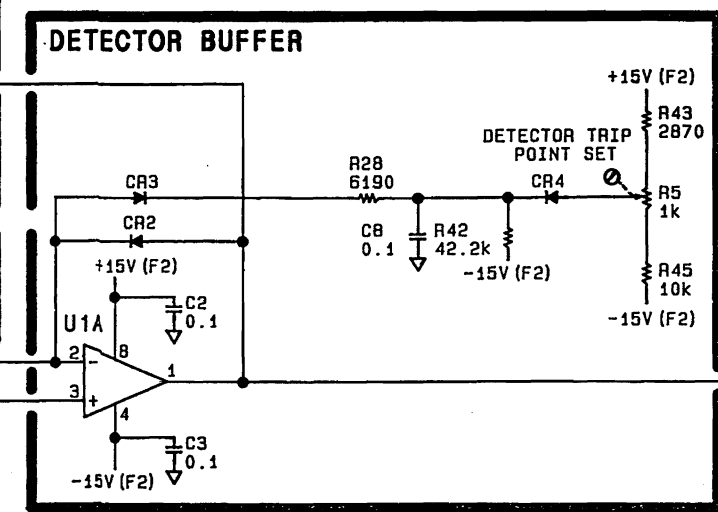 DETECTOR BUFFER
+15V (F2)
R43
2870
DETECTOR TRIP
POINT SET
R28
6190
CR3
CR4
R5
1k
CR2
C8
0.1
R42
42.2k
+15V (F2)
-15V (F2)
R45
10k
C2
0.1
-15V (F2)
U1A
8
2
-
1
3
+
4
C3
0.1
-15V (F2)